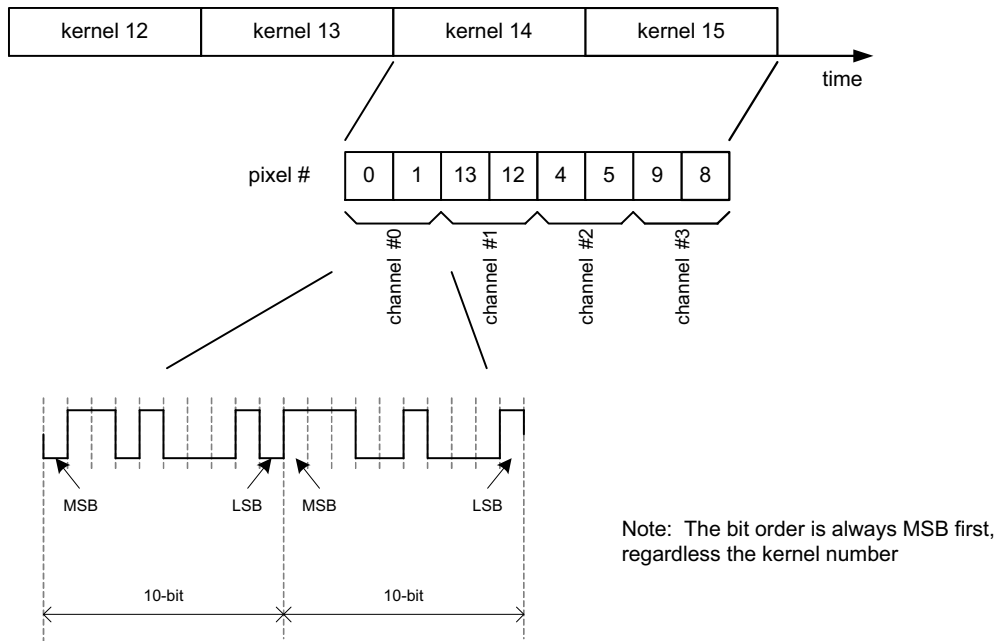 kernel 12 kernel 13 kernel 14 kernel 15
time
pixel # 0 1 13 12 4 5 9 8
channel #0 channel #1 channel #2 channel #3
MSB LSB MSB LSB
Note: The bit order is always MSB first,
regardless the kernel number
10-bit 10-bit